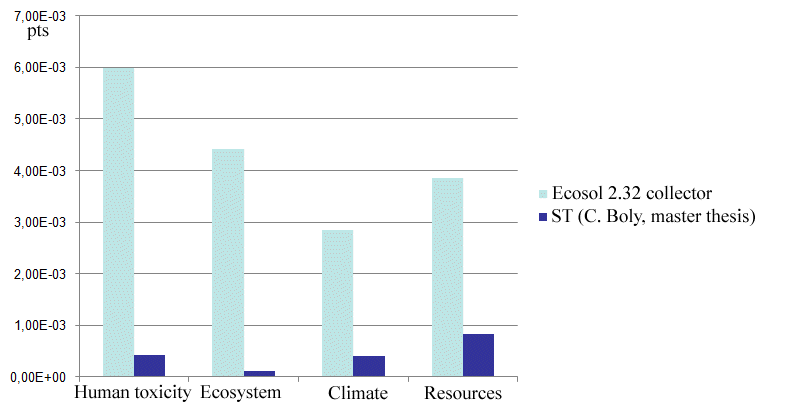 7,00E-03
pts
6,00E-03
5,00E-03
4,00E-03
3,00E-03
2,00E-03
1,00E-03
0,00E+00
Human toxicity Ecosystem Climate Resources
Ecosol 2.32 collector
ST (C. Boly, master thesis)